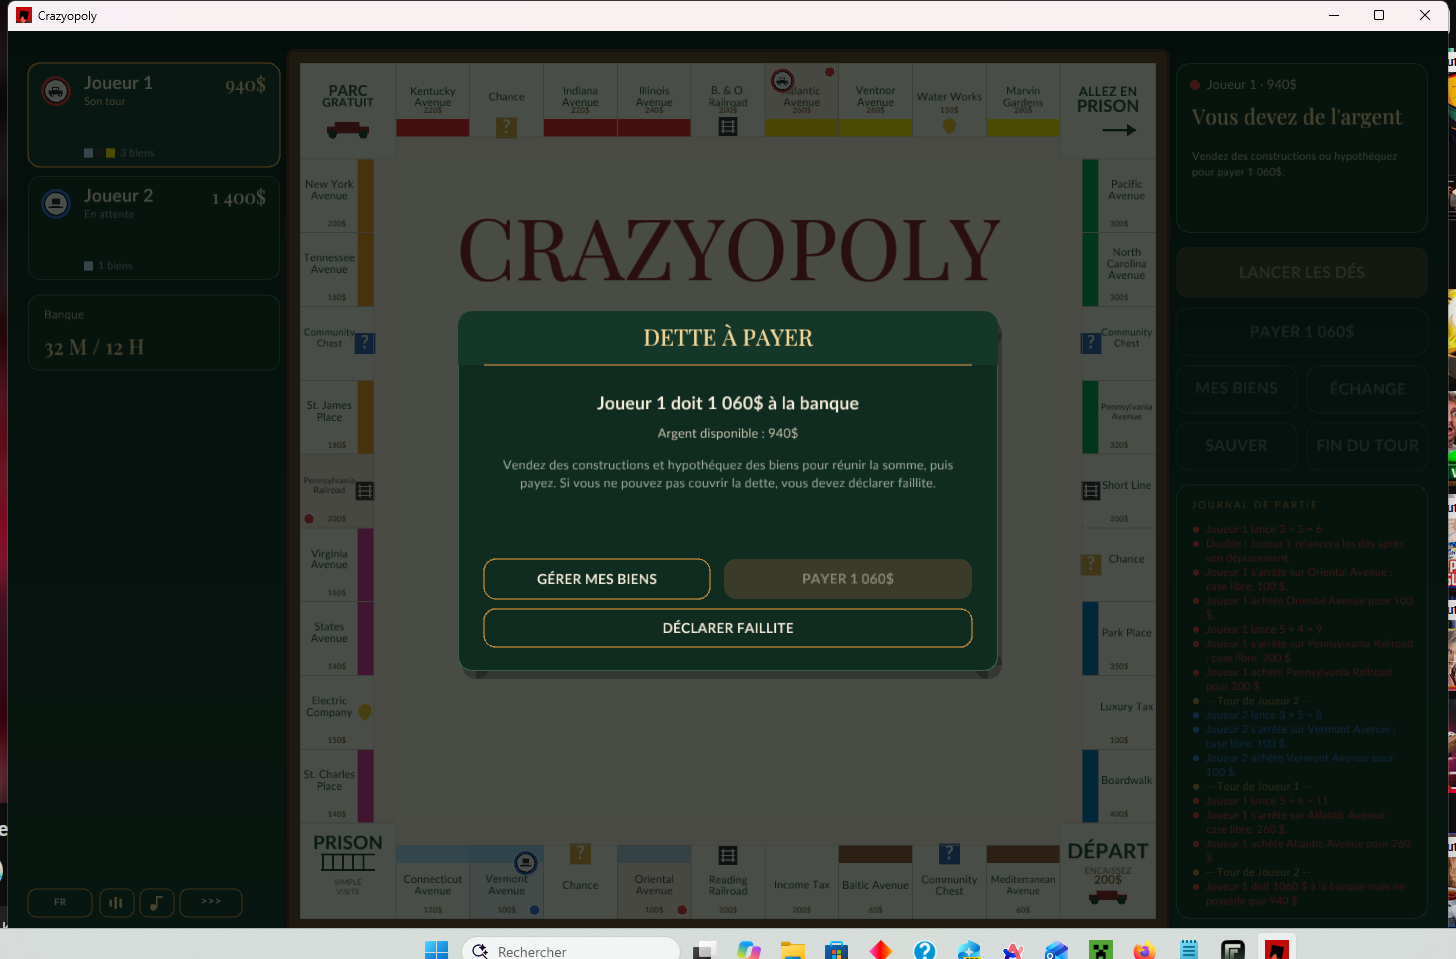 Crazyopoly
Joueur 1
940$
Son tour
3 biens
Joueur 2
1 400$
En attente
1 biens
Banque
32 M / 12 H
FR
>>>
PARC
GRATUIT
Kentucky
Avenue
220$
Chance
?
Indiana
Avenue
220$
Illinois
Avenue
240$
B. & O.
Railroad
200$
Atlantic
Avenue
260$
Ventnor
Avenue
260$
Water Works
150$
Marvin
Gardens
280$
ALLEZ EN
PRISON
New York
Avenue
200$
Tennessee
Avenue
180$
Community
Chest
?
St. James
Place
180$
Pennsylvania
Railroad
200$
Virginia
Avenue
160$
States
Avenue
140$
Electric
Company
150$
St. Charles
Place
140$
CRAZYOPOLY
DETTE À PAYER
Joueur 1 doit 1 060$ à la banque
Argent disponible : 940$
Vendez des constructions et hypothéquez des biens pour réunir la somme, puis
payez. Si vous ne pouvez pas couvrir la dette, vous devez déclarer faillite.
GÉRER MES BIENS
PAYER 1 060$
DÉCLARER FAILLITE
Pacific
Avenue
300$
North
Carolina
Avenue
300$
Community
Chest
?
Pennsylvania
Avenue
320$
Short Line
200$
Chance
?
Park Place
350$
Luxury Tax
100$
Boardwalk
400$
PRISON
SIMPLE
VISITE
Connecticut
Avenue
120$
Vermont
Avenue
100$
?
Chance
Oriental
Avenue
100$
Reading
Railroad
200$
Income Tax
200$
Baltic Avenue
60$
?
Community
Chest
Mediterranean
Avenue
60$
DÉPART
ENCAISSEZ
200$
Joueur 1 · 940$
Vous devez de l'argent
Vendez des constructions ou hypothéquez
pour payer 1 060$.
LANCER LES DÉS
PAYER 1 060$
MES BIENS
ÉCHANGE
SAUVER
FIN DU TOUR
JOURNAL DE PARTIE
Joueur 1 lance 3 + 3 = 6
Double ! Joueur 1 relancera les dés après
son déplacement.
Joueur 1 s'arrête sur Oriental Avenue :
case libre, 100 $.
Joueur 1 achète Oriental Avenue pour 100
$.
Joueur 1 lance 5 + 4 = 9
Joueur 1 s'arrête sur Pennsylvania Railroad
: case libre, 200 $.
Joueur 1 achète Pennsylvania Railroad
pour 200 $.
-- Tour de Joueur 2 --
Joueur 2 lance 3 + 5 = 8
Joueur 2 s'arrête sur Vermont Avenue :
case libre, 100 $.
Joueur 2 achète Vermont Avenue pour
100 $.
-- Tour de Joueur 1 --
Joueur 1 lance 5 + 6 = 11
Joueur 1 s'arrête sur Atlantic Avenue :
case libre, 260 $.
Joueur 1 achète Atlantic Avenue pour 260
$.
-- Tour de Joueur 2 --
Joueur 1 doit 1060 $ à la banque mais ne
possède que 940 $.
Rechercher